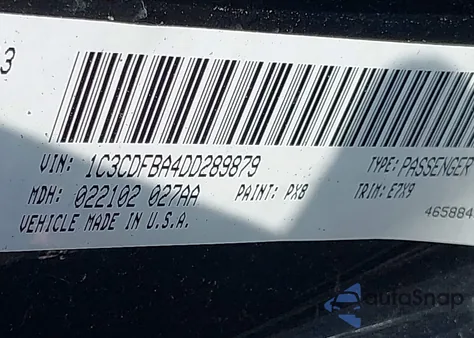 3
VIN: 1C3CDFBA4DD289879 TYPE: PASSENGER
MDH: 022102 027AA PAINT: PX8 TRIM: E7X9
VEHICLE MADE IN U.S.A. 465884
autoSnap